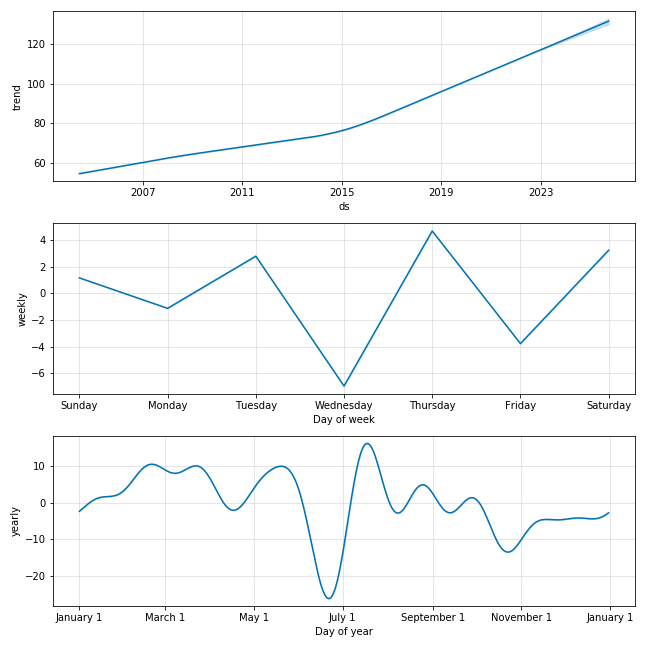 120
100
80
60
trend
2007 2011 2015 2019 2023
ds
4
2
0
−2
−4
−6
weekly
Sunday Monday Tuesday Wednesday Thursday Friday Saturday
Day of week
10
0
−10
−20
yearly
January 1 March 1 May 1 July 1 September 1 November 1 January 1
Day of year